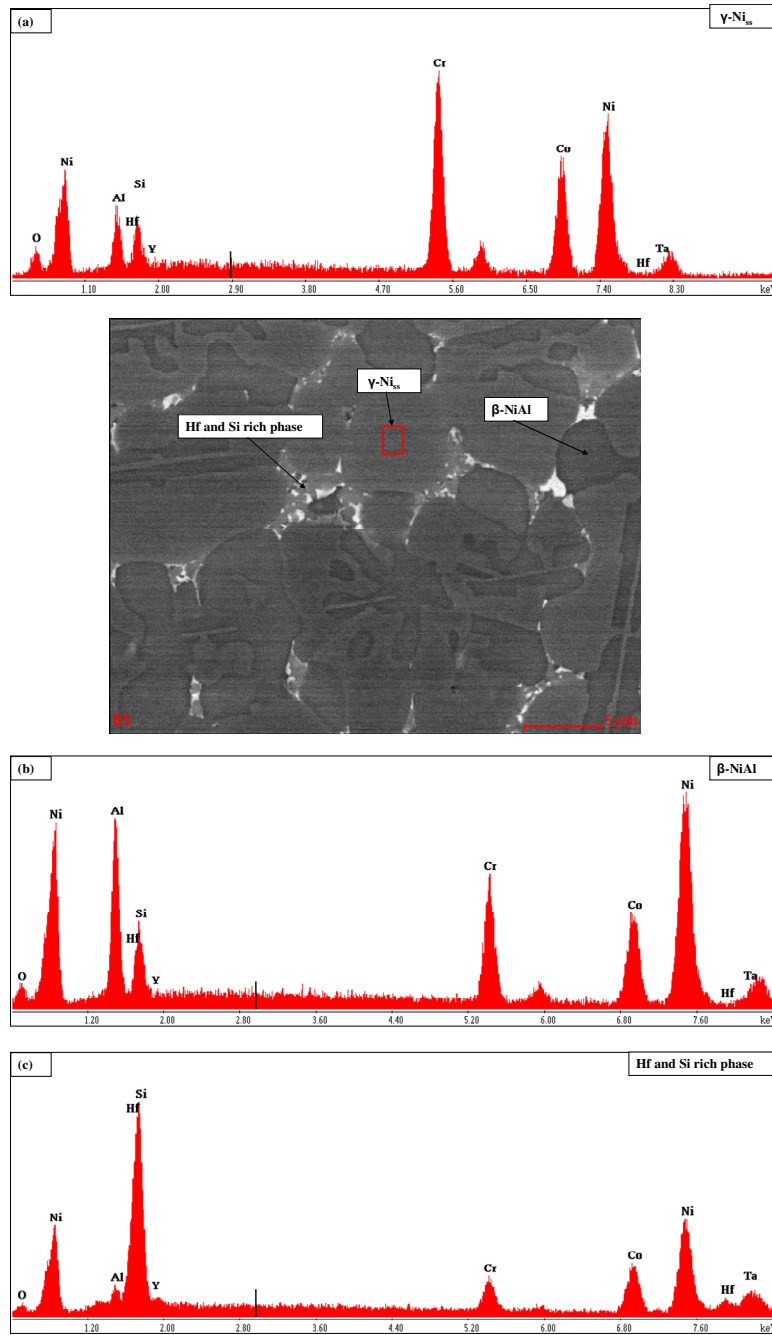 (a)
γ-Niss
Cr
Ni
Ni
Co
Si
Al
Hf
Y
O
Ta
Hf
1.10 2.00 2.90 3.80 4.70 5.60 6.50 7.40 8.30 keV
γ-Niss
β-NiAl
Hf and Si rich phase
BS
5µm
(b)
β-NiAl
Ni
Al
Ni
Cr
Si
Co
Hf
O
Y
Ta
Hf
1.20 2.00 2.80 3.60 4.40 5.20 6.00 6.80 7.60 keV
(c)
Hf and Si rich phase
Si
Hf
Ni
Ni
Co
Cr
Al
Y
Hf
Ta
O
1.20 2.00 2.80 3.60 4.40 5.20 6.00 6.80 7.60 keV